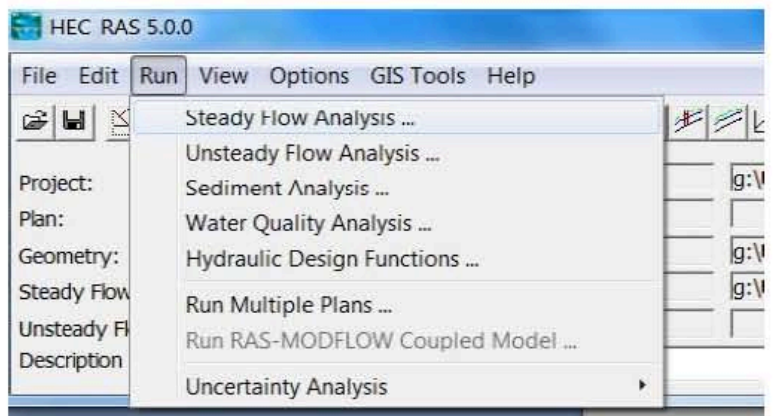 HEC RAS 5.0.0
File Edit Run View Options GIS Tools Help
Steady Flow Analysis ...
Unsteady Flow Analysis ...
Project:
g:\
Sediment Analysis ...
Plan:
Water Quality Analysis ...
Geometry:
g:\
Hydraulic Design Functions ...
Steady Flow
g:\
Run Multiple Plans ...
Unsteady Fl
Run RAS-MODFLOW Coupled Model ...
Description
Uncertainty Analysis